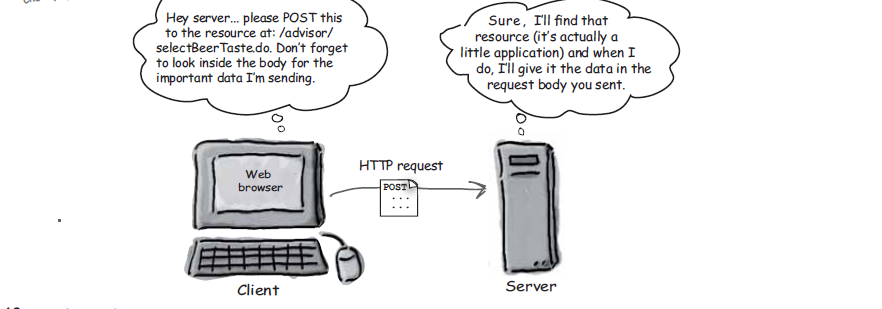 Hey server... please POST this
to the resource at: /advisor/
selectBeerTaste.do. Don't forget
to look inside the body for the
important data I'm sending.
Sure, I'll find that
resource (it's actually a
little application) and when I
do, I'll give it the data in the
request body you sent.
Web
browser
HTTP request
POST
...
...
Client
Server